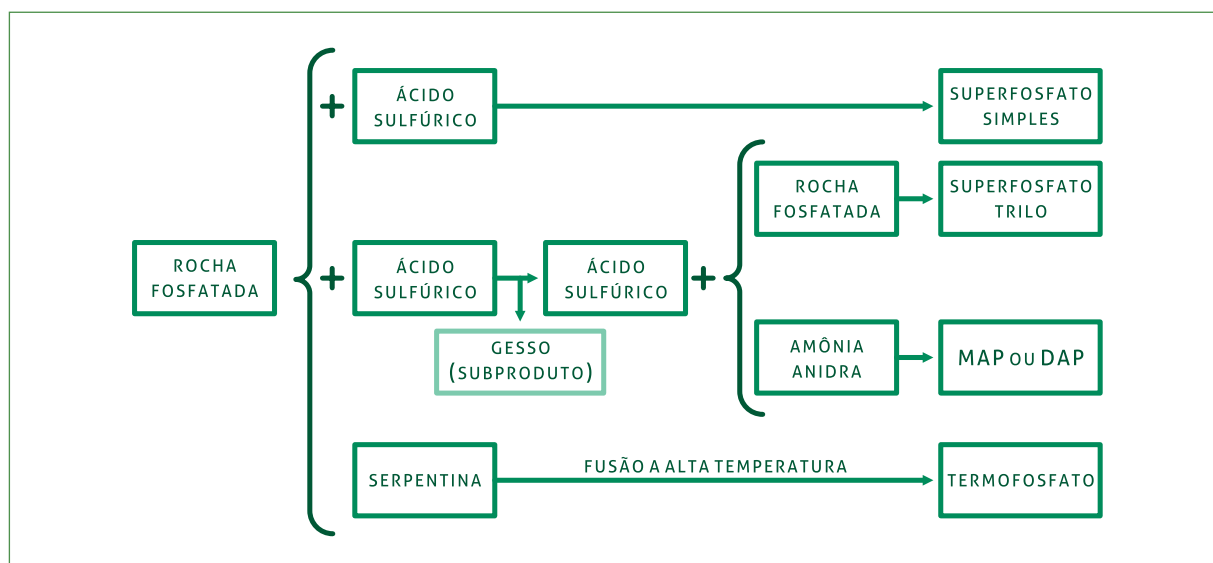 ÁCIDO
SULFÚRICO
SUPERFOSFATO
SIMPLES
ROCHA
FOSFATADA
SUPERFOSFATO
TRILO
ROCHA
FOSFATADA
ÁCIDO
SULFÚRICO
ÁCIDO
SULFÚRICO
GESSO
(SUBPRODUTO)
AMÔNIA
ANIDRA
MAP OU DAP
SERPENTINA
FUSÃO A ALTA TEMPERATURA
TERMOFOSFATO